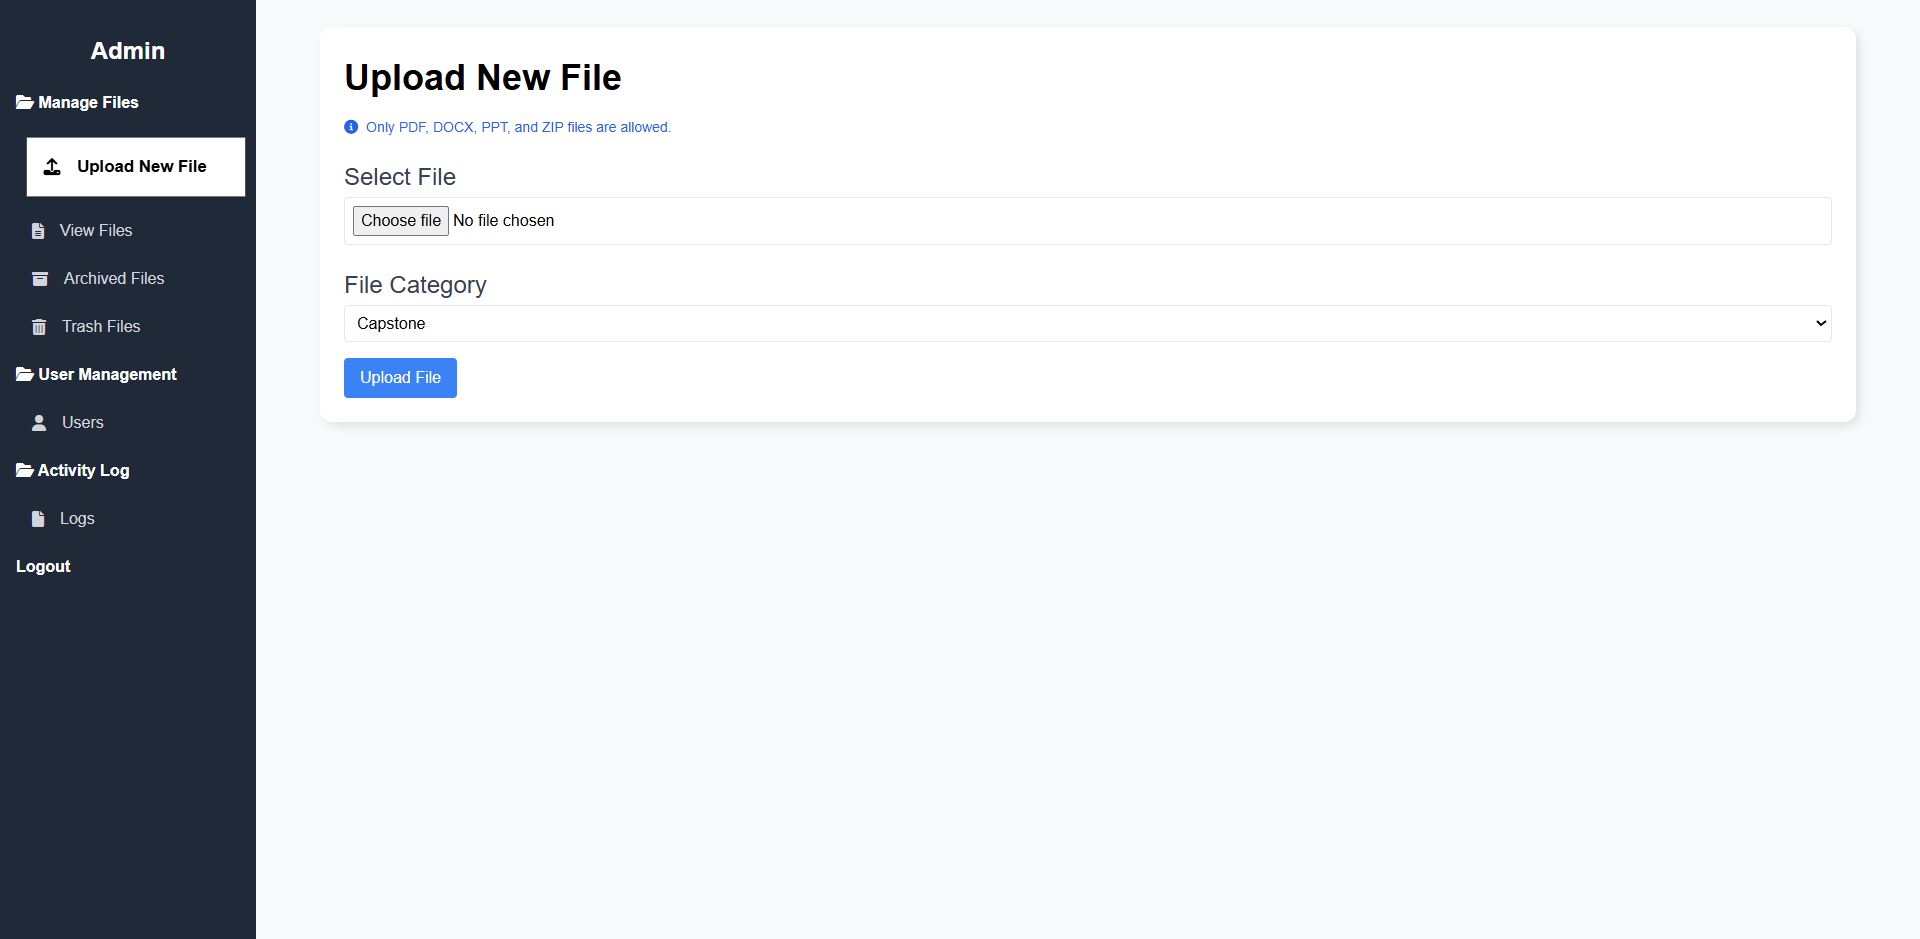 Admin
Manage Files
Upload New File
View Files
Archived Files
Trash Files
User Management
Users
Activity Log
Logs
Logout
Upload New File
Only PDF, DOCX, PPT, and ZIP files are allowed.
Select File
Choose file No file chosen
File Category
Capstone
Upload File